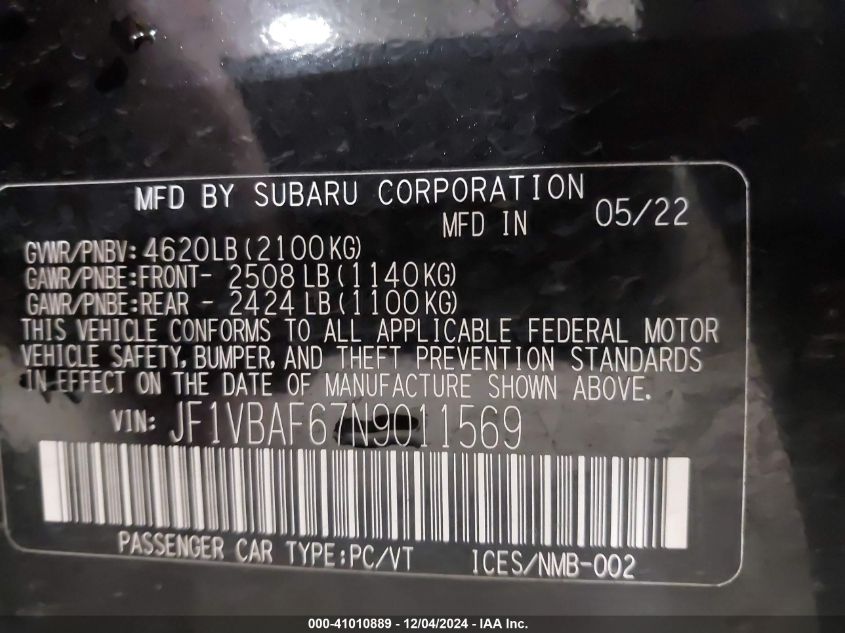 MFD BY SUBARU CORPORATION
MFD IN 05/22
GVWR/PNBV: 4620LB (2100KG)
GAWR/PNBE:FRONT- 2508 LB (1140KG)
GAWR/PNBE:REAR - 2424 LB (1100KG)
THIS VEHICLE CONFORMS TO ALL APPLICABLE FEDERAL MOTOR
VEHICLE SAFETY, BUMPER, AND THEFT PREVENTION STANDARDS
IN EFFECT ON THE DATE OF MANUFACTURE SHOWN ABOVE.
VIN: JF1VBAF67N9011569
PASSENGER CAR TYPE:PC/VT ICES/NMB-002
000-41010889 - 12/04/2024 - IAA Inc.